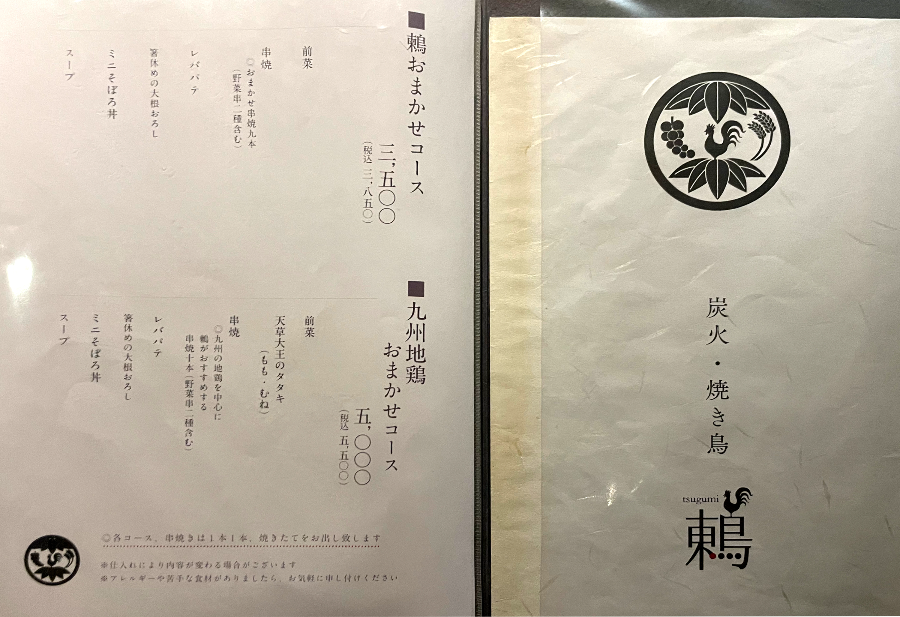 炭火・焼き鳥
tsugumi
鶫
■鶫おまかせコース
三,五〇〇
(税込 三,八五〇)
前菜
串焼
◎おまかせ串焼九本
(野菜串二種含む)
レバパテ
箸休めの大根おろし
ミニそぼろ丼
スープ
■九州地鶏
おまかせコース
五,〇〇〇
(税込 五,五〇〇)
前菜
天草大王のタタキ
(もも・むね)
串焼
◎九州の地鶏を中心に
鶫がおすすめする
串焼十本(野菜串二種含む)
レバパテ
箸休めの大根おろし
ミニそぼろ丼
スープ
◎各コース、串焼きは1本1本、焼きたてをお出し致します
※仕入れにより内容が変わる場合がございます
※アレルギーや苦手な食材がありましたら、お気軽に申し付けください